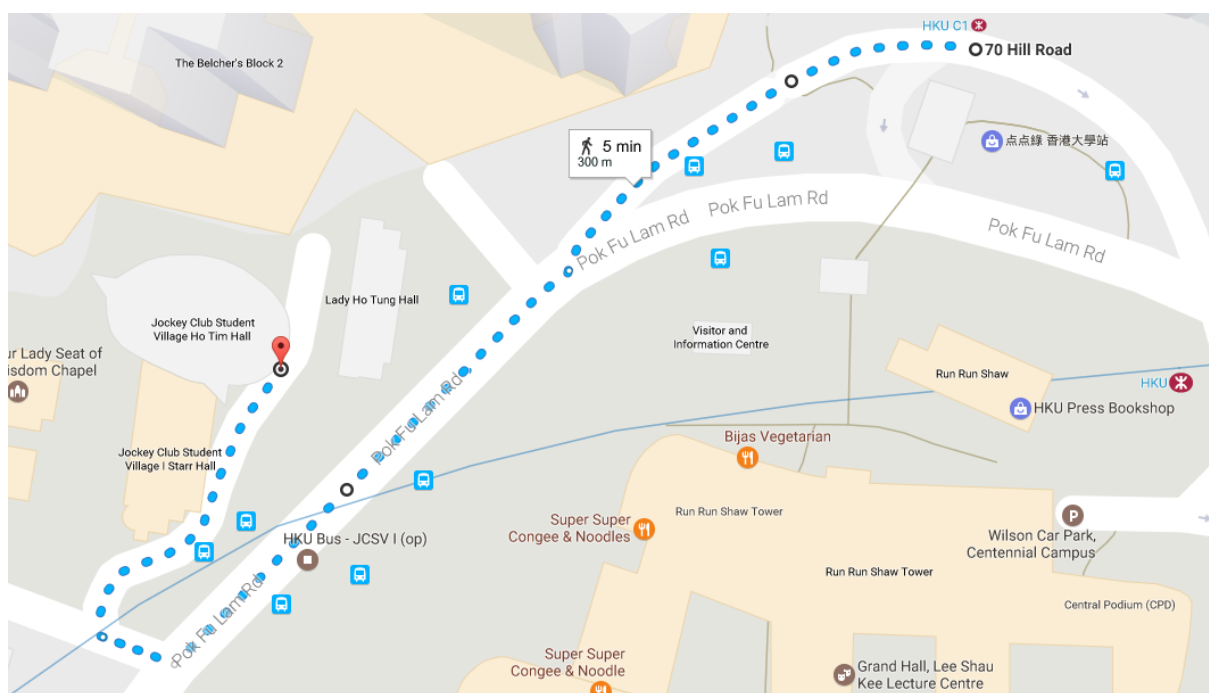 HKU C1
70 Hill Road
The Belcher's Block 2
点点綠 香港大學站
5 min
300 m
Pok Fu Lam Rd
Pok Fu Lam Rd
Pok Fu Lam Rd
Lady Ho Tung Hall
Jockey Club Student
Village Ho Tim Hall
Visitor and
Information Centre
ur Lady Seat of
isdom Chapel
Run Run Shaw
HKU
HKU Press Bookshop
Pok Fu Lam Rd
Bijas Vegetarian
Jockey Club Student
Village I Starr Hall
Run Run Shaw Tower
Super Super
Congee & Noodles
P
Wilson Car Park,
Centennial Campus
HKU Bus - JCSV I (op)
Run Run Shaw Tower
Central Podium (CPD)
Pok Fu Lam Rd
Super Super
Congee & Noodle
Grand Hall, Lee Shau
Kee Lecture Centre